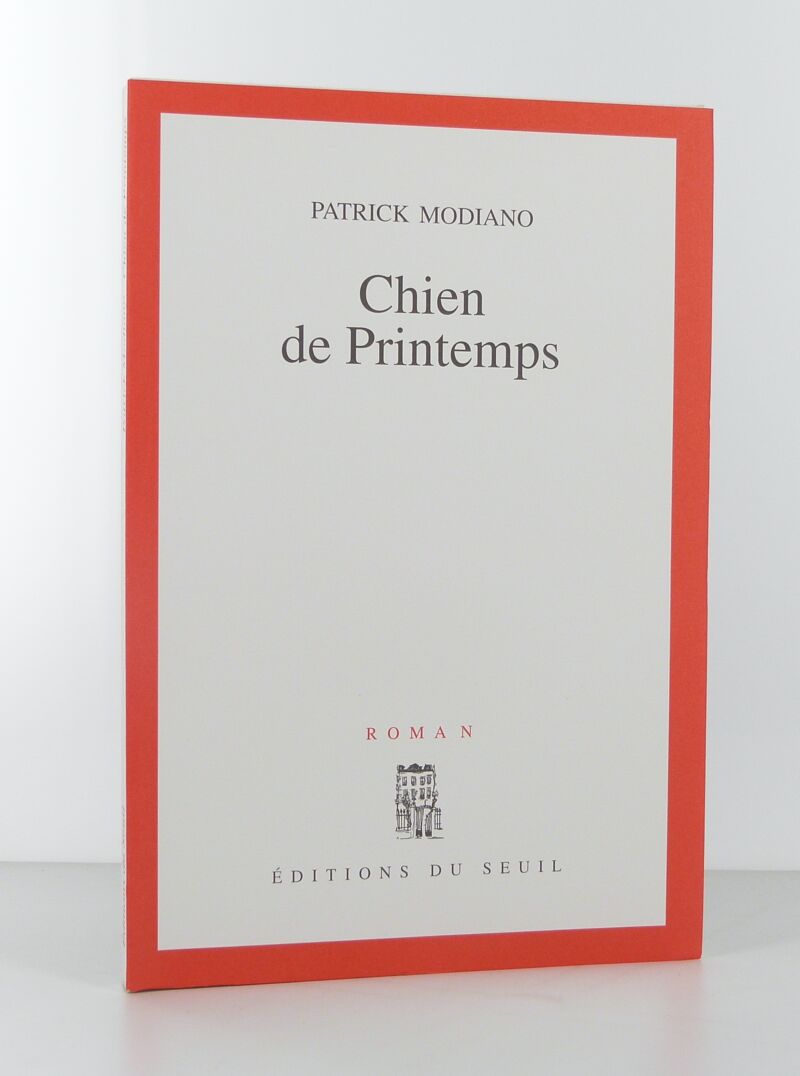 PATRICK MODIANO
Chien
de Printemps
ROMAN
ÉDITIONS DU SEUIL